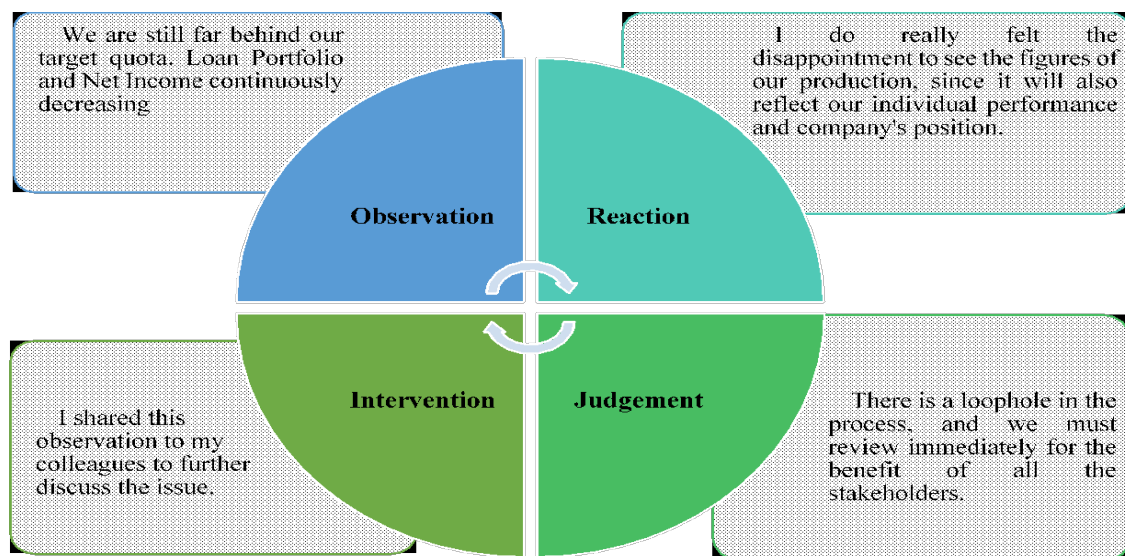 We are still far behind our
target quota. Loan Portfolio
and Net Income continuously
decreasing
I do really felt the
disappointment to see the figures of
our production, since it will also
reflect our individual performance
and company's position.
Observation
Reaction
Intervention
Judgement
I shared this
observation to my
colleagues to further
discuss the issue.
There is a loophole in the
process, and we must
review immediately for the
benefit of all the
stakeholders.